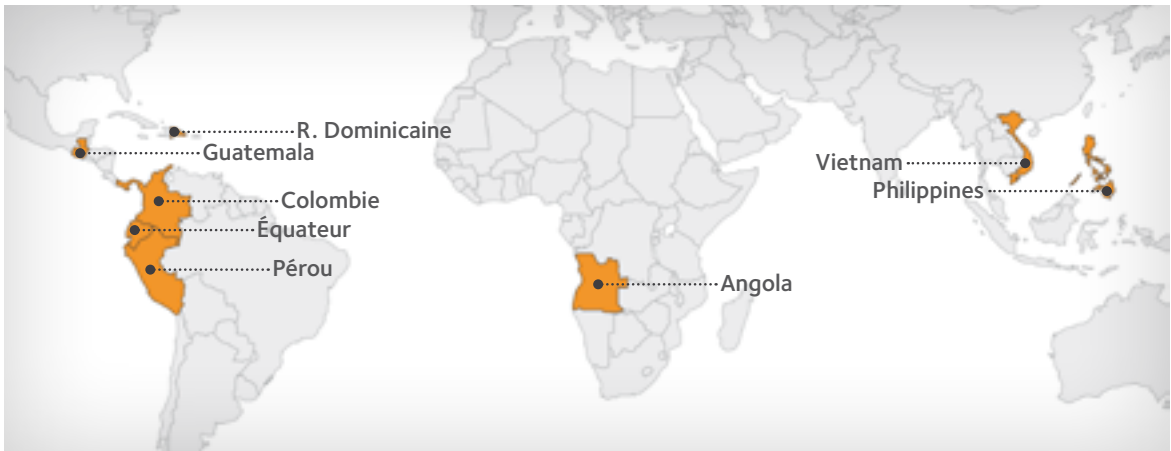 R. Dominicaine
Guatemala
Vietnam
Philippines
Colombie
Équateur
Pérou
Angola